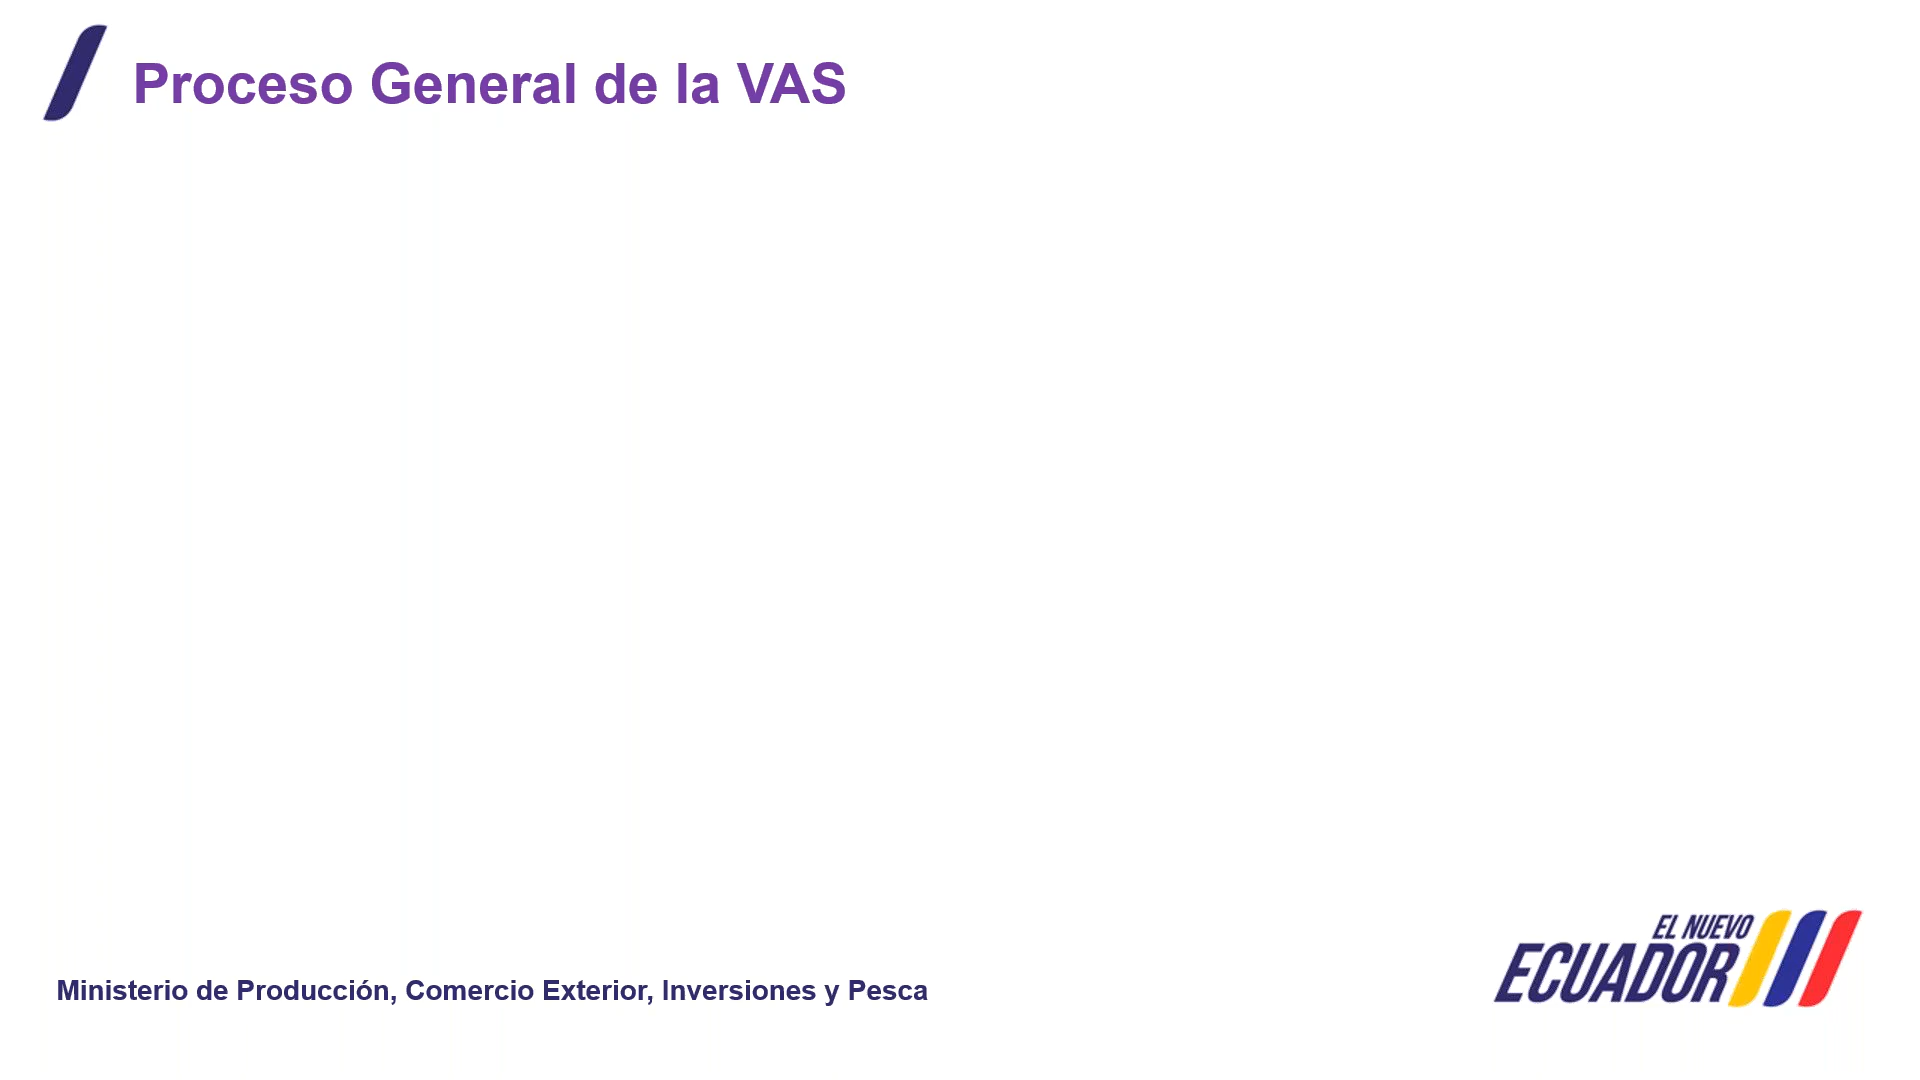 Proceso General de la VAS
EL NUEVO
ECUADOR
Ministerio de Producción, Comercio Exterior, Inversiones y Pesca